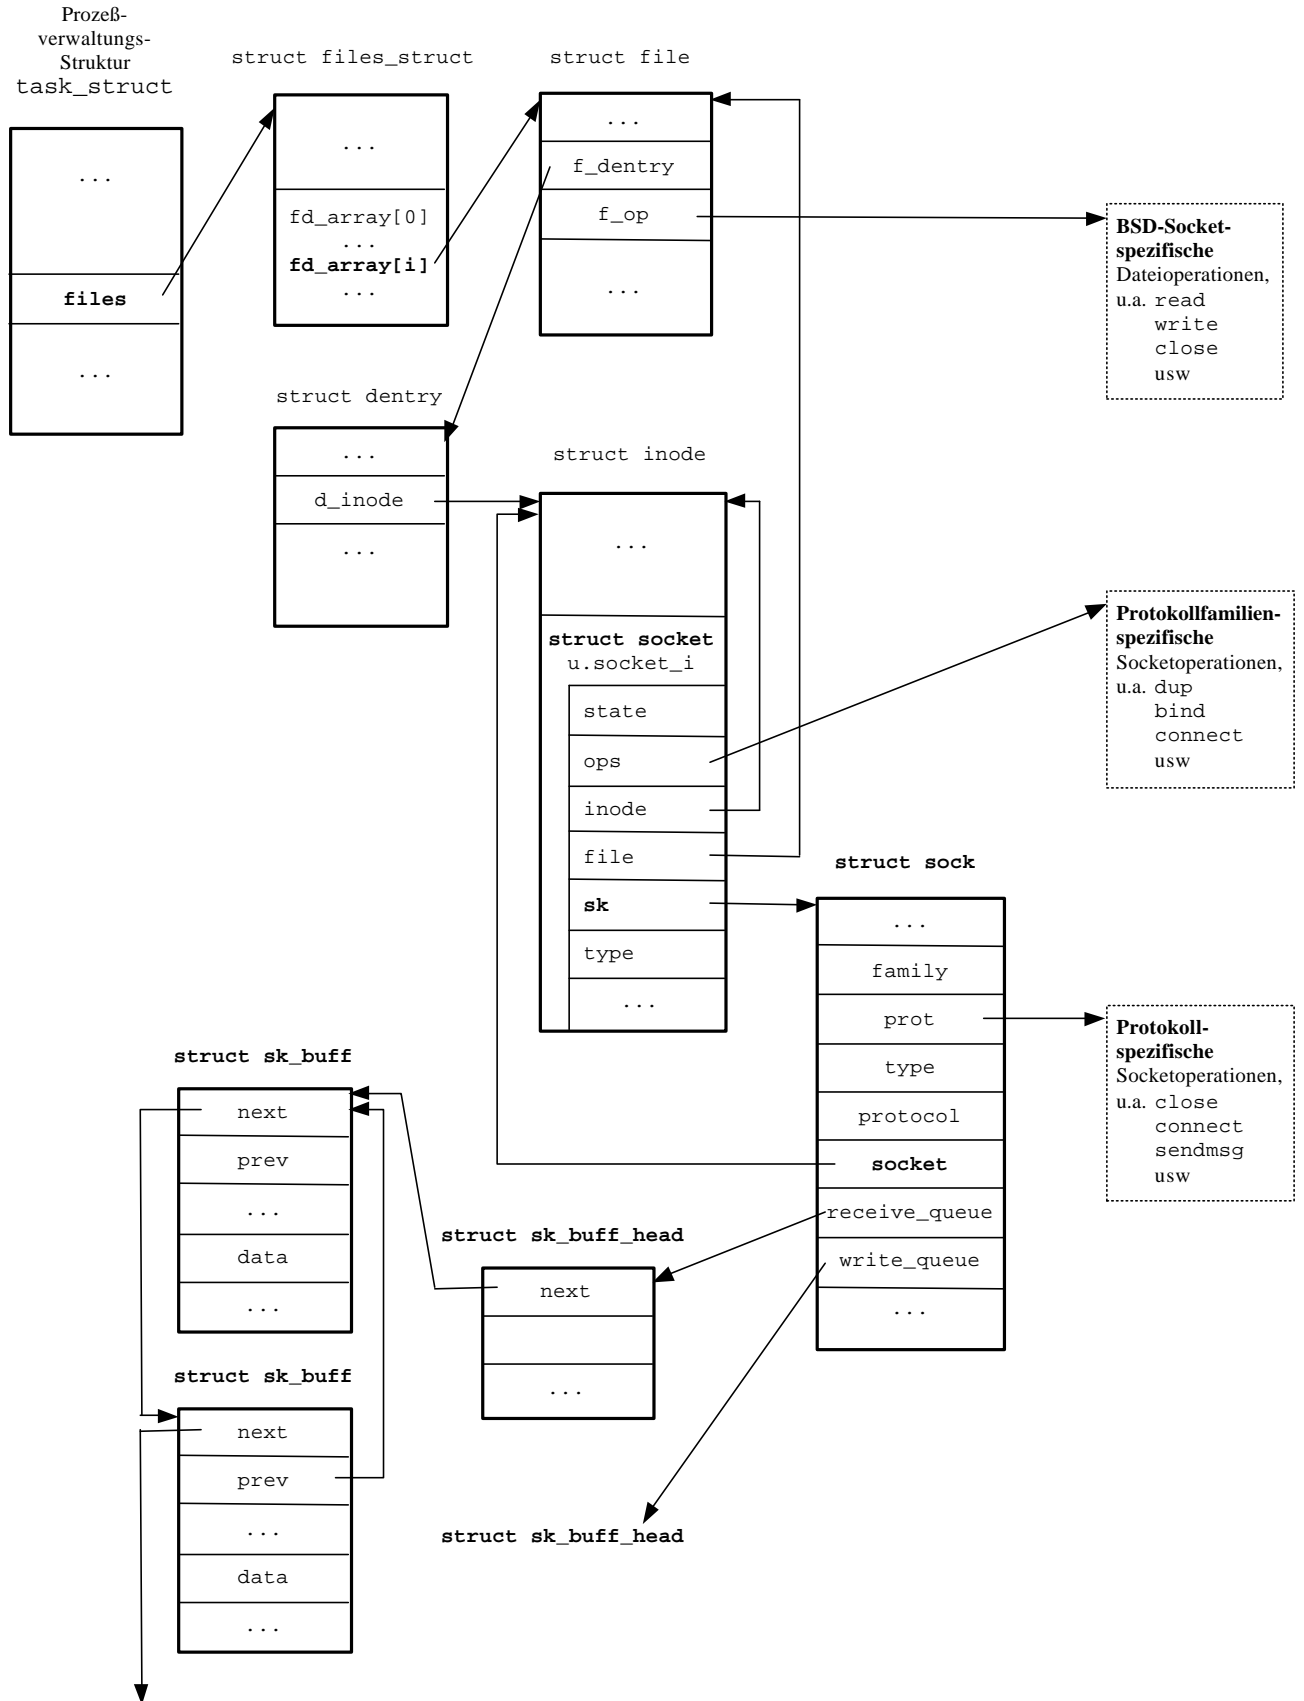 Prozeß-
verwaltungs-
Struktur
task_struct
...
files
...
struct files_struct
...
fd_array[0]
...
fd_array[i]
...
struct file
...
f_dentry
f_op
...
BSD-Socket-
spezifische
Dateioperationen,
u.a. read
write
close
usw
struct dentry
...
d_inode
...
struct inode
...
struct socket
u.socket_i
state
ops
inode
file
sk
type
...
Protokollfamilien-
spezifische
Socketoperationen,
u.a. dup
bind
connect
usw
struct sock
...
family
prot
type
protocol
socket
receive_queue
write_queue
...
Protokoll-
spezifische
Socketoperationen,
u.a. close
connect
sendmsg
usw
struct sk_buff
next
prev
...
data
...
struct sk_buff_head
next
...
struct sk_buff
next
prev
...
data
...
struct sk_buff_head